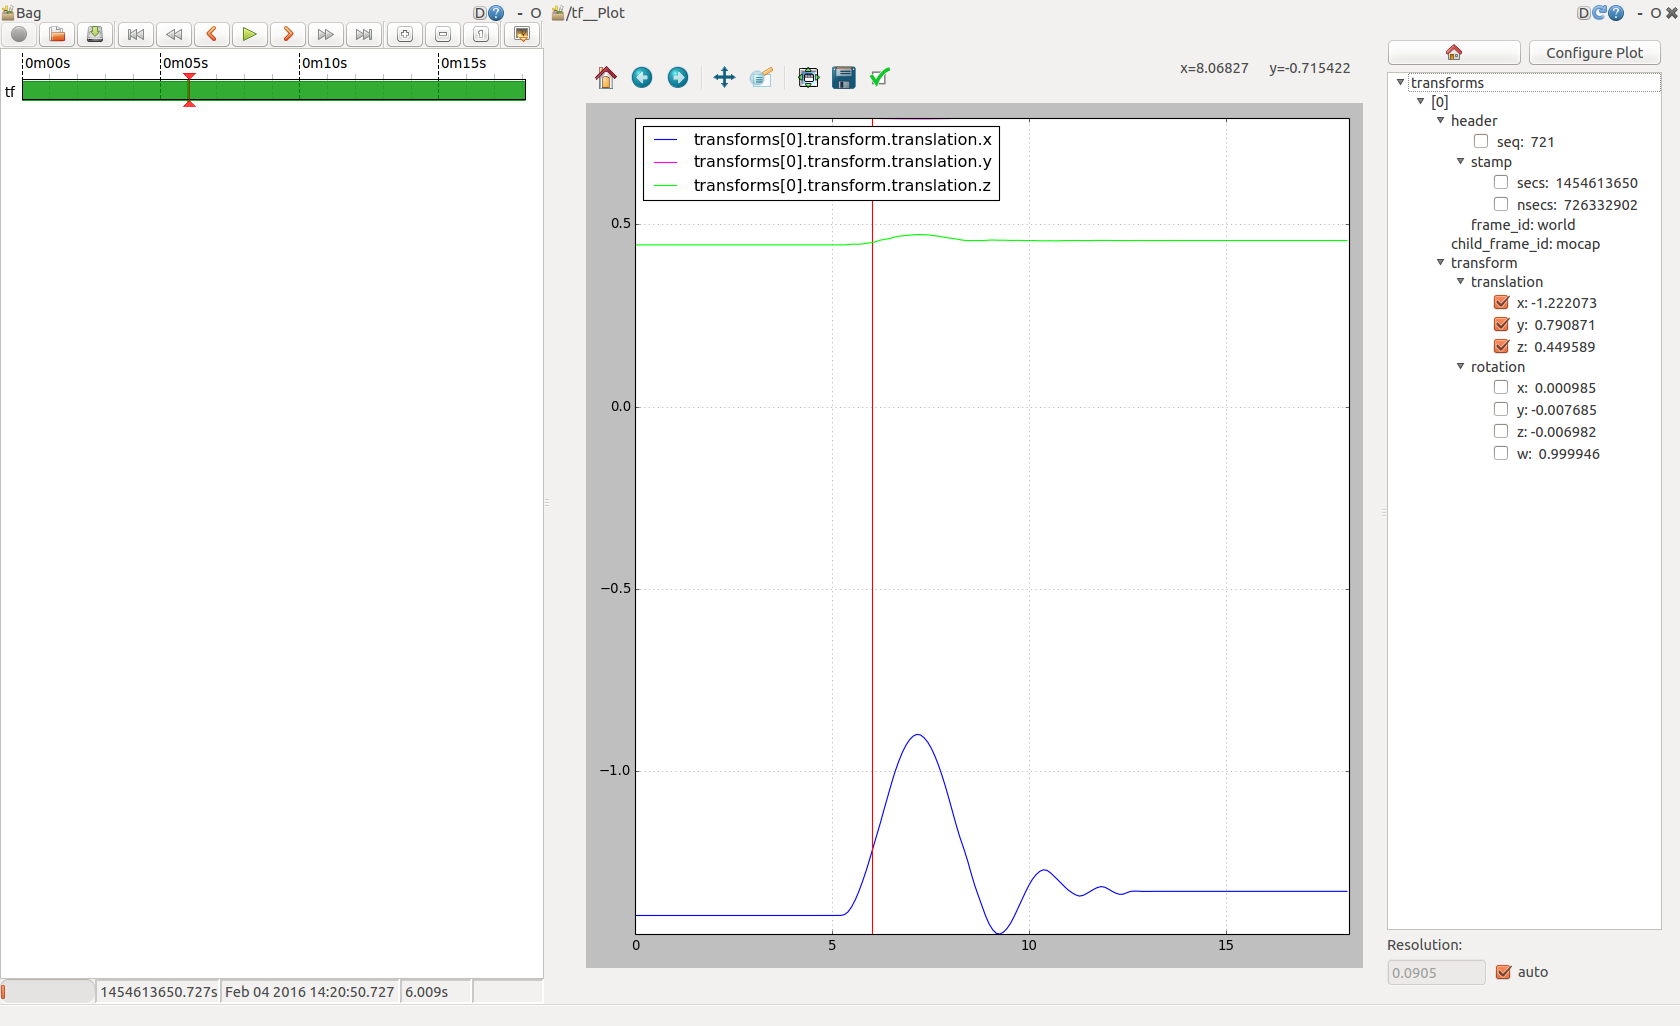 Bag
D ? - O
/tf__Plot
D ? - O
0m00s 0m05s 0m10s 0m15s
tf
x=8.06827 y=-0.715422
transforms[0].transform.translation.x
transforms[0].transform.translation.y
transforms[0].transform.translation.z
0.5
0.0
−0.5
−1.0
0 5 10 15
Configure Plot
transforms
[0]
header
seq: 721
stamp
secs: 1454613650
nsecs: 726332902
frame_id: world
child_frame_id: mocap
transform
translation
x: -1.222073
y: 0.790871
z: 0.449589
rotation
x: 0.000985
y: -0.007685
z: -0.006982
w: 0.999946
Resolution:
0.0905 auto
1454613650.727s Feb 04 2016 14:20:50.727 6.009s